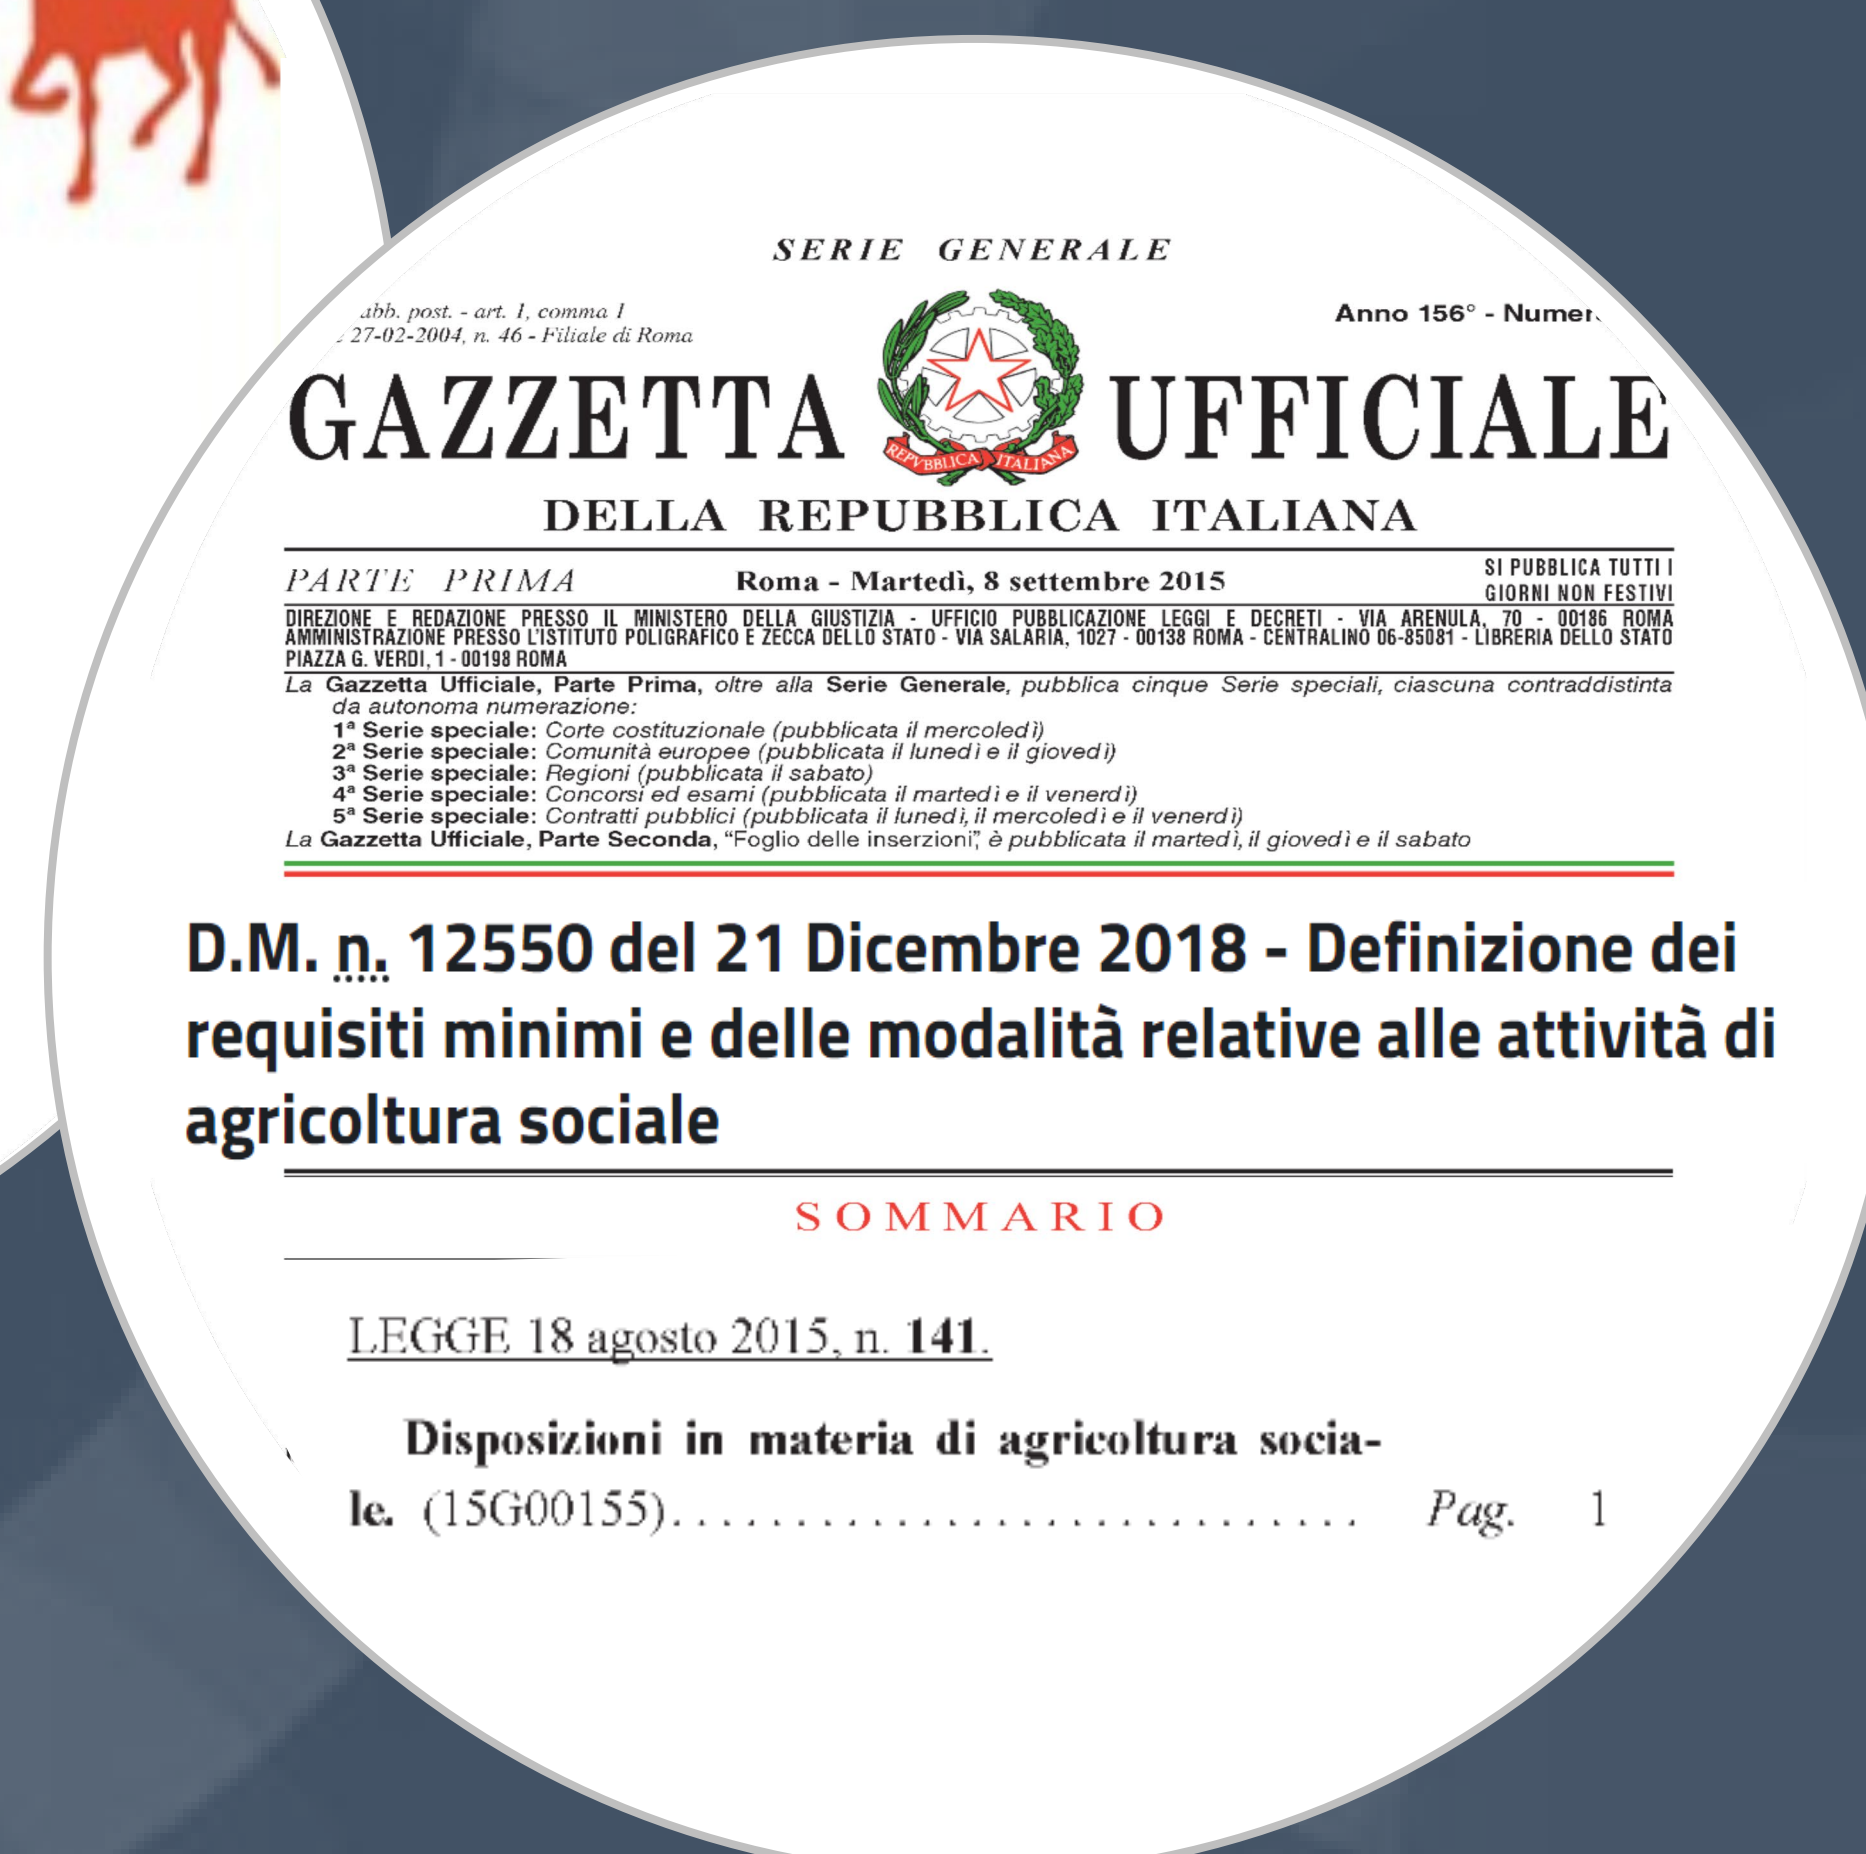 SERIE GENERALE
abb. post. - art. 1, comma 1
27-02-2004, n. 46 - Filiale di Roma
Anno 156° - Numer
GAZZETTA UFFICIALE
REPVBBLICA ITALIANA
DELLA REPUBBLICA ITALIANA
PARTE PRIMA
Roma - Martedì, 8 settembre 2015
SI PUBBLICA TUTTI I
GIORNI NON FESTIVI
DIREZIONE E REDAZIONE PRESSO IL MINISTERO DELLA GIUSTIZIA - UFFICIO PUBBLICAZIONE LEGGI E DECRETI - VIA ARENULA, 70 - 00186 ROMA
AMMINISTRAZIONE PRESSO L'ISTITUTO POLIGRAFICO E ZECCA DELLO STATO - VIA SALARIA, 1027 - 00138 ROMA - CENTRALINO 06-85081 - LIBRERIA DELLO STATO
PIAZZA G. VERDI, 1 - 00198 ROMA
La Gazzetta Ufficiale, Parte Prima, oltre alla Serie Generale, pubblica cinque Serie speciali, ciascuna contraddistinta
da autonoma numerazione:
1ª Serie speciale: Corte costituzionale (pubblicata il mercoledì)
2ª Serie speciale: Comunità europee (pubblicata il lunedì e il giovedì)
3ª Serie speciale: Regioni (pubblicata il sabato)
4ª Serie speciale: Concorsi ed esami (pubblicata il martedì e il venerdì)
5ª Serie speciale: Contratti pubblici (pubblicata il lunedì, il mercoledì e il venerdì)
La Gazzetta Ufficiale, Parte Seconda, “Foglio delle inserzioni”, è pubblicata il martedì, il giovedì e il sabato
D.M. n. 12550 del 21 Dicembre 2018 - Definizione dei
requisiti minimi e delle modalità relative alle attività di
agricoltura sociale
SOMMARIO
LEGGE 18 agosto 2015, n. 141.
Disposizioni in materia di agricoltura socia-
le. (15G00155)............................ Pag. 1